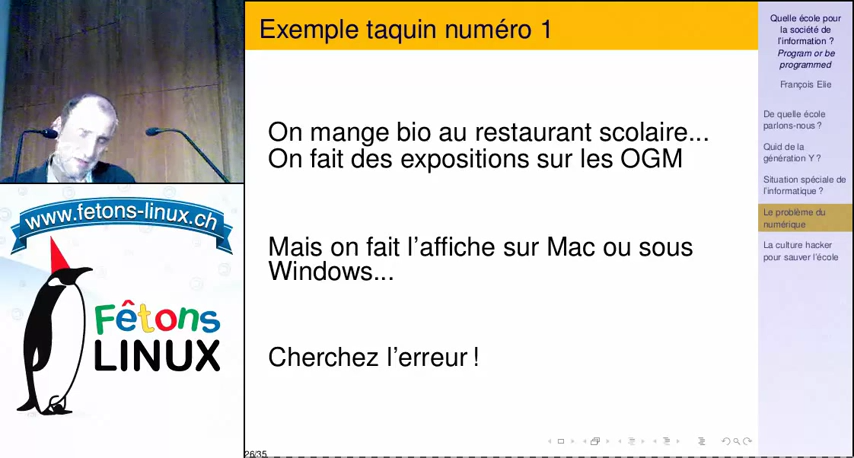 Exemple taquin numéro 1
On mange bio au restaurant scolaire...
On fait des expositions sur les OGM
Mais on fait l'affiche sur Mac ou sous
Windows...
Cherchez l'erreur !
Quelle école pour
la société de
l'information ?
Program or be
programmed
François Elie
De quelle école
parlons-nous ?
Quid de la
génération Y ?
Situation spéciale de
l'informatique ?
Le problème du
numérique
La culture hacker
pour sauver l'école
www.fetons-linux.ch
Fêtons
LINUX
26/35